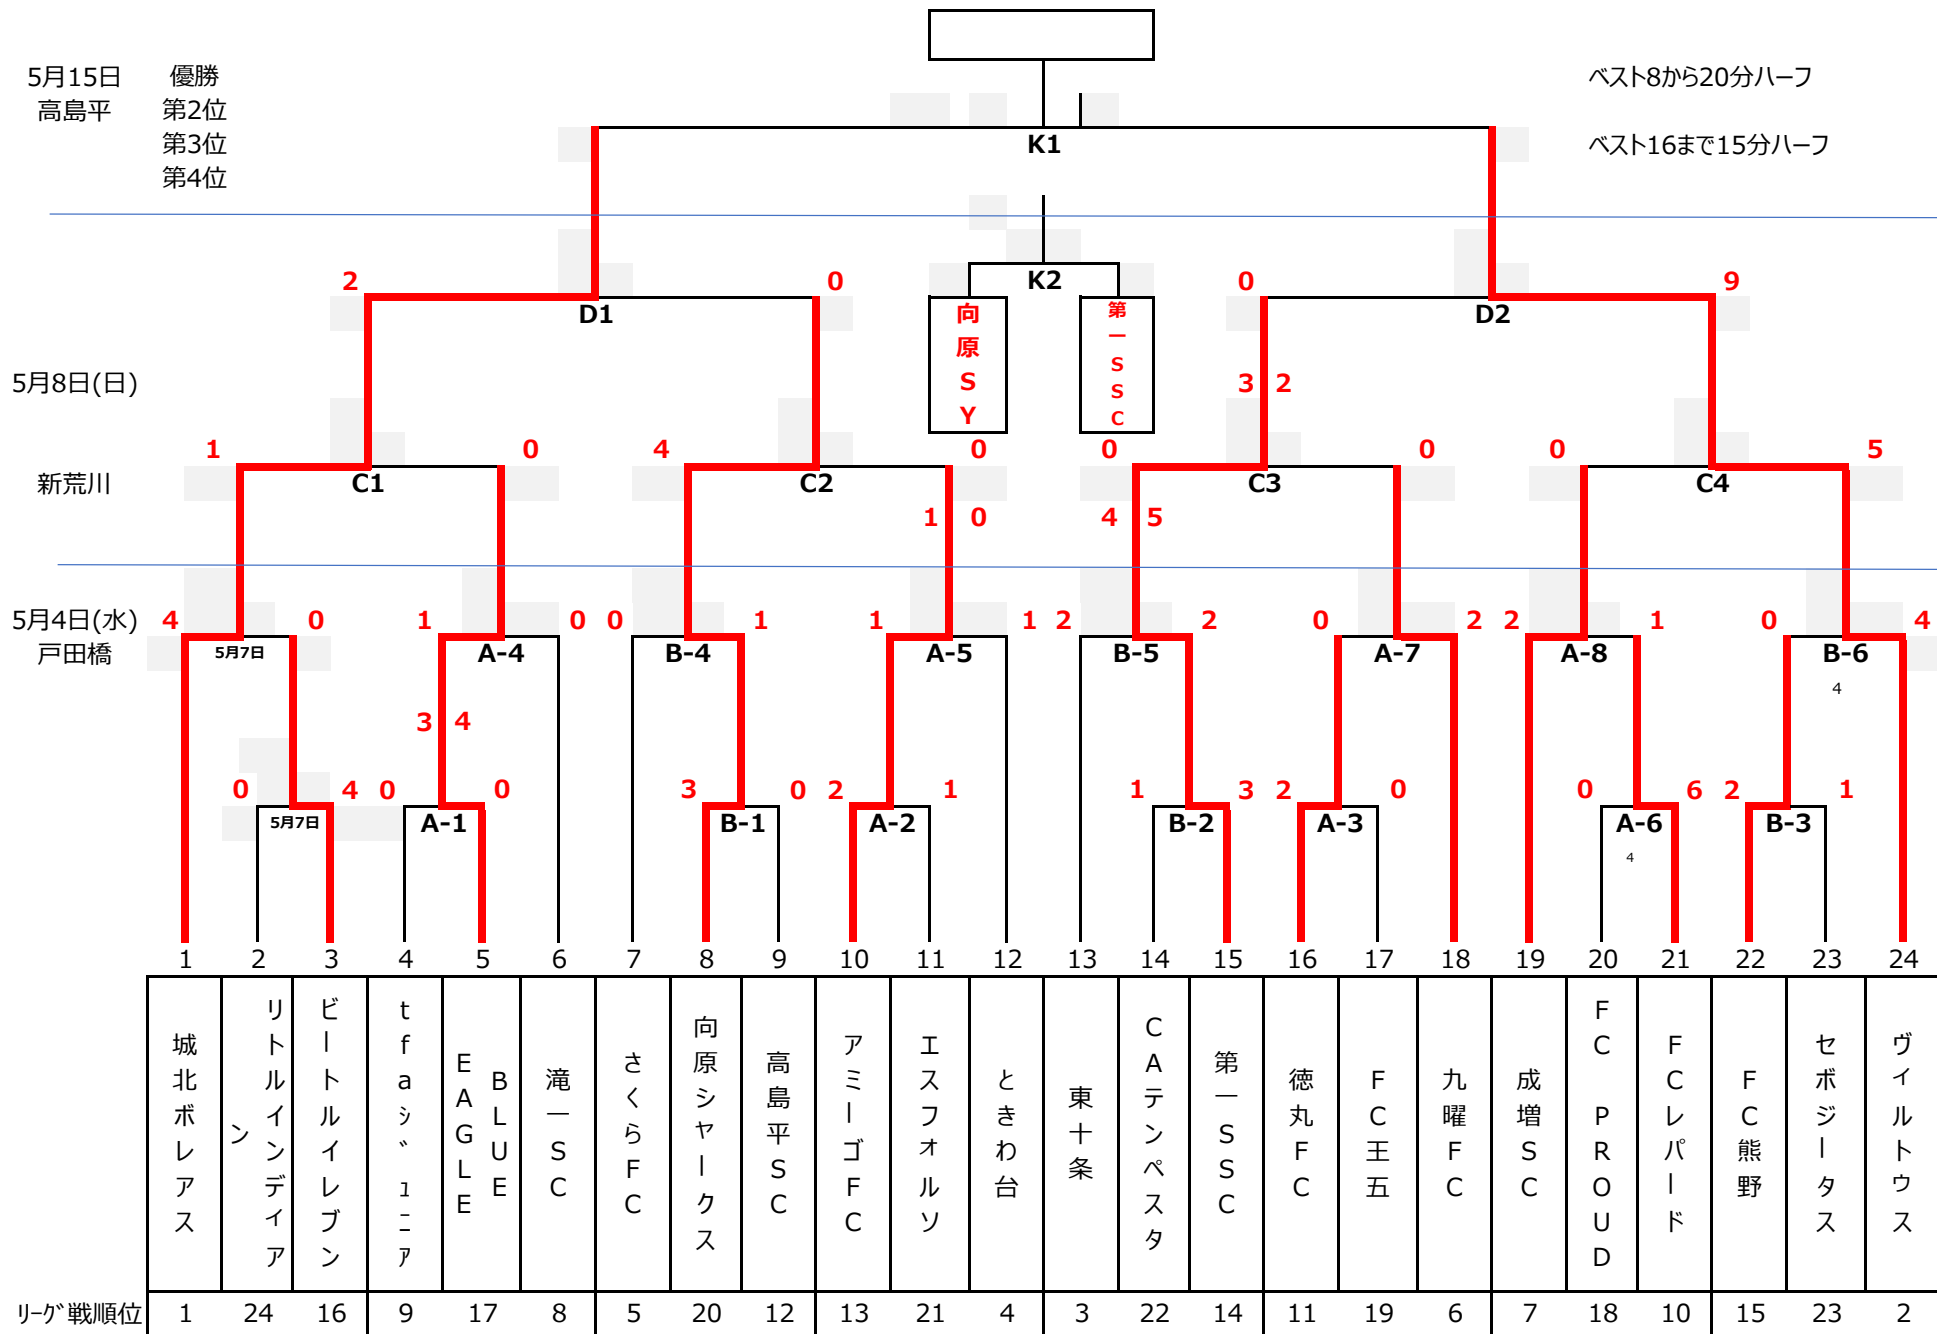 5月15日 優勝 ベスト8から20分ハーフ
高島平 第2位
第3位 K1 ベスト16まで15分ハーフ
第4位
2 0 K2 0 9
D1 向原SY 第一SSC D2
5月8日(日) 3 2
1 0 4 0 0 0 0 5
新荒川 C1 C2 C3 C4
1 0 4 5
5月4日(水) 4 0 1 0 0 1 1 1 2 2 0 2 2 1 0 4
戸田橋 5月7日 A-4 B-4 A-5 B-5 A-7 A-8 B-6
4
3 4
0 4 0 0 3 0 2 1 1 3 2 0 0 6 2 1
5月7日 A-1 B-1 A-2 B-2 A-3 A-6 B-3
4
1 2 3 4 5 6 7 8 9 10 11 12 13 14 15 16 17 18 19 20 21 22 23 24
城北ボレアス
リトルインディアン
ビートルイレブン
tfaジュニア
BLUE
EAGLE
滝一SC
さくらFC
向原シャークス
高島平SC
アミーゴFC
エスフォルソ
ときわ台
東十条
CAテンペスタ
第一SSC
徳丸FC
FC王五
九曜FC
成増SC
FC PROUD
FCレパード
FC熊野
セボジータス
ヴィルトゥス
リーグ戦順位 1 24 16 9 17 8 5 20 12 13 21 4 3 22 14 11 19 6 7 18 10 15 23 2